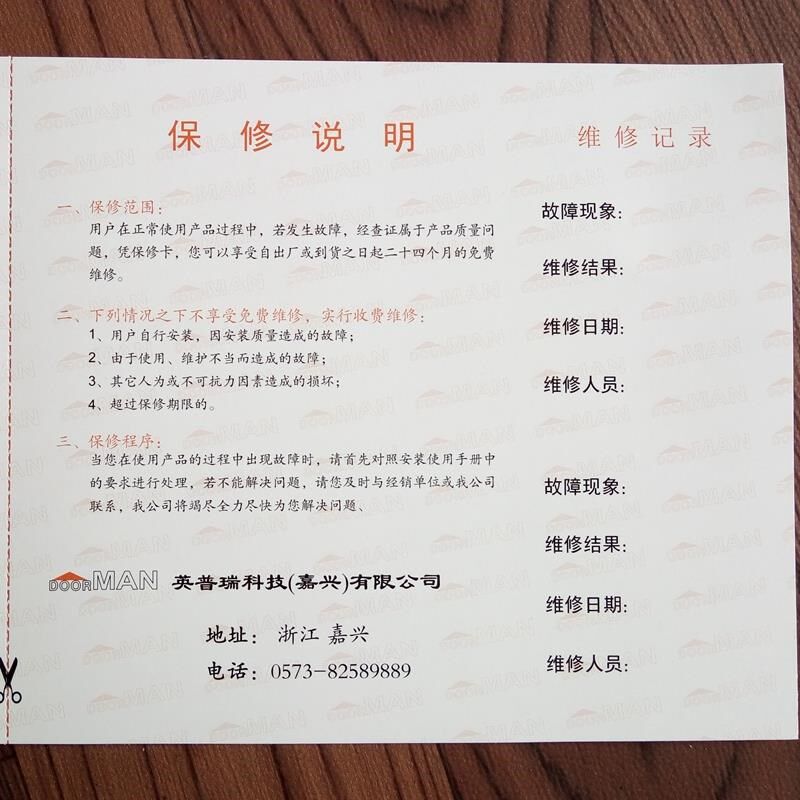 保修说明
一、保修范围：
用户在正常使用产品过程中，若发生故障，经查证属于产品质量问
题，凭保修卡，您可以享受自出厂或到货之日起二十四个月的免费
维修。
二、下列情况之下不享受免费维修，实行收费维修：
1、用户自行安装，因安装质量造成的故障；
2、由于使用、维护不当而造成的故障；
3、其它人为或不可抗力因素造成的损坏；
4、超过保修期限的。
三、保修程序：
当您在使用产品的过程中出现故障时，请首先对照安装使用手册中
的要求进行处理，若不能解决问题，请您及时与经销单位或我公司
联系，我公司将竭尽全力尽快为您解决问题、
DOORMAN 英普瑞科技(嘉兴)有限公司
地址： 浙江 嘉兴
电话：0573-82589889
维修记录
故障现象：
维修结果：
维修日期：
维修人员：
故障现象：
维修结果：
维修日期：
维修人员：